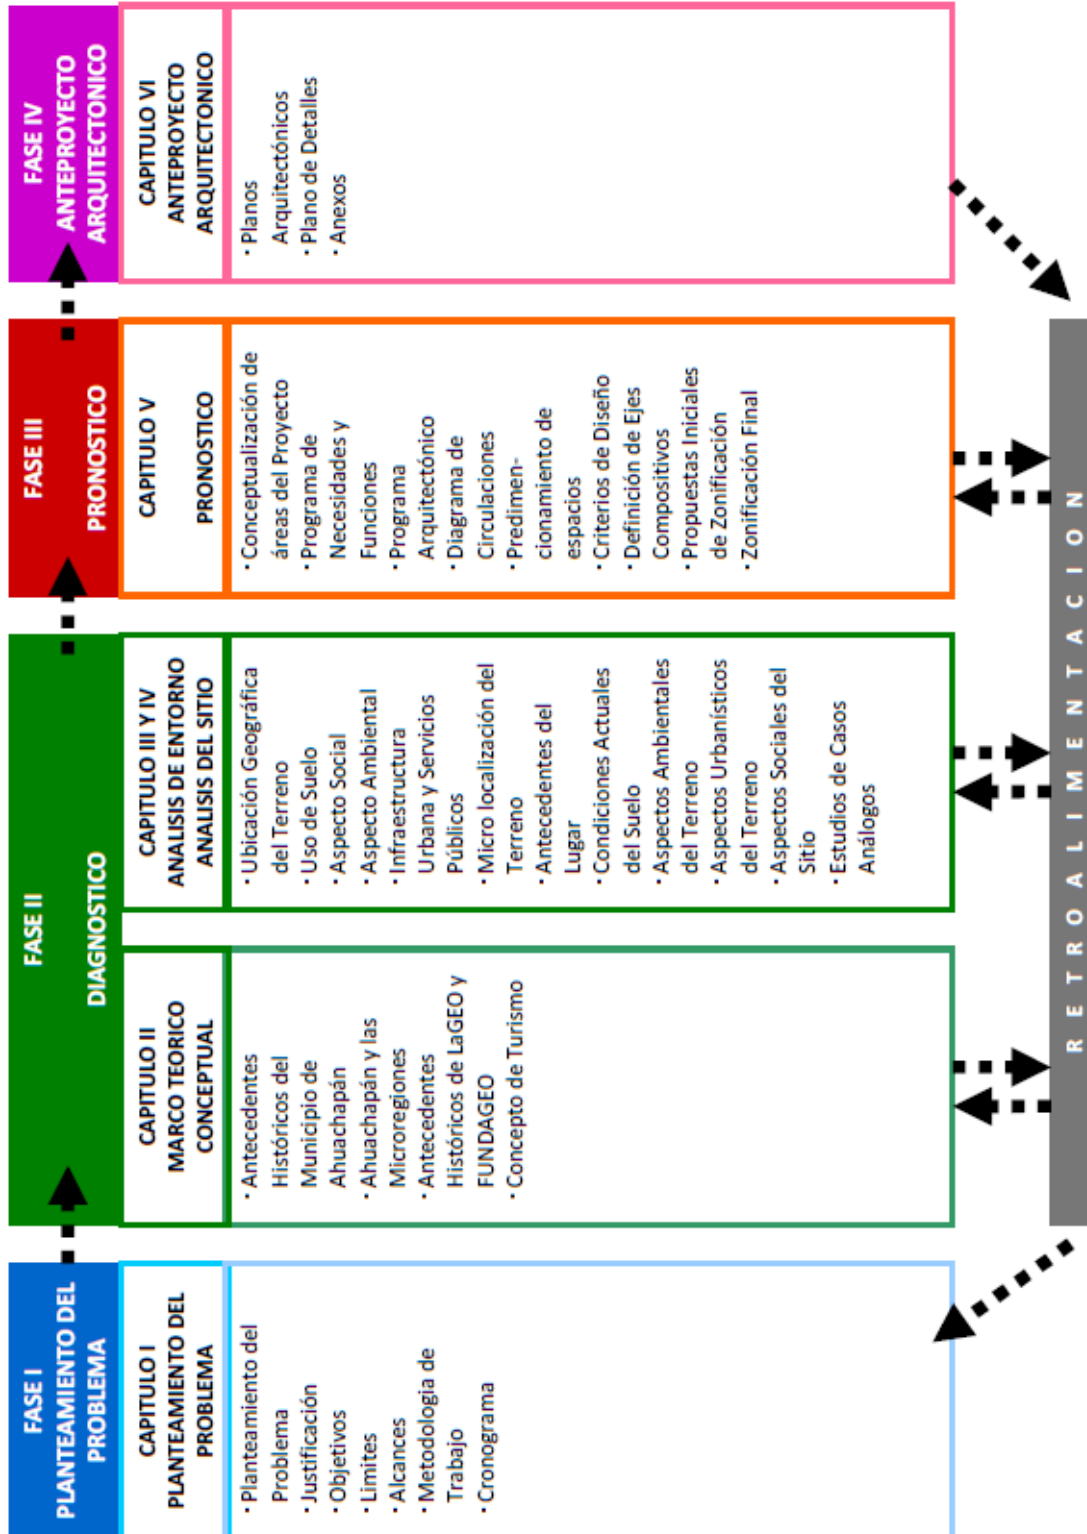 FASE I
PLANTEAMIENTO DEL
PROBLEMA
CAPITULO I
PLANTEAMIENTO DEL
PROBLEMA
· Planteamiento del
Problema
· Justificación
· Objetivos
· Limites
· Alcances
· Metodologia de
Trabajo
· Cronograma
FASE II
DIAGNOSTICO
CAPITULO II
MARCO TEORICO
CONCEPTUAL
· Antecedentes
Históricos del
Municipio de
Ahuachapán
· Ahuachapán y las
Microregiones
· Antecedentes
Históricos de LaGEO y
FUNDAGEO
· Concepto de Turismo
CAPITULO III Y IV
ANALISIS DE ENTORNO
ANALISIS DEL SITIO
· Ubicación Geográfica
del Terreno
· Uso de Suelo
· Aspecto Social
· Aspecto Ambiental
· Infraestructura
Urbana y Servicios
Públicos
· Micro localización del
Terreno
· Antecedentes del
Lugar
· Condiciones Actuales
del Suelo
· Aspectos Ambientales
del Terreno
· Aspectos Urbanísticos
del Terreno
· Aspectos Sociales del
Sitio
· Estudios de Casos
Análogos
FASE III
PRONOSTICO
CAPITULO V
PRONOSTICO
· Conceptualización de
áreas del Proyecto
· Programa de
Necesidades y
Funciones
· Programa
Arquitectónico
· Diagrama de
Circulaciones
· Predimen-
cionamiento de
espacios
· Criterios de Diseño
· Definición de Ejes
Compositivos
· Propuestas Iniciales
de Zonificación
· Zonificación Final
FASE IV
ANTEPROYECTO
ARQUITECTONICO
CAPITULO VI
ANTEPROYECTO
ARQUITECTONICO
· Planos
Arquitectónicos
· Plano de Detalles
· Anexos
RETROALIMENTACION